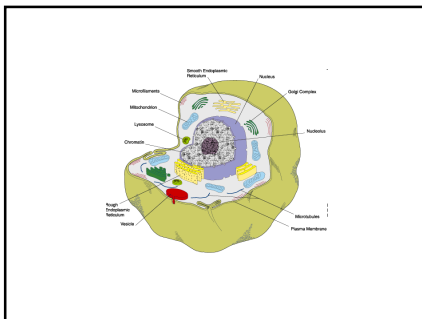 Smooth Endoplasmic
Reticulum
Nucleus
Microfilaments
Golgi Complex
Mitochondrion
Lysosome
Nucleolus
Chromatin
Rough
Endoplasmic
Reticulum
Microtubules
Vesicle
Plasma Membrane